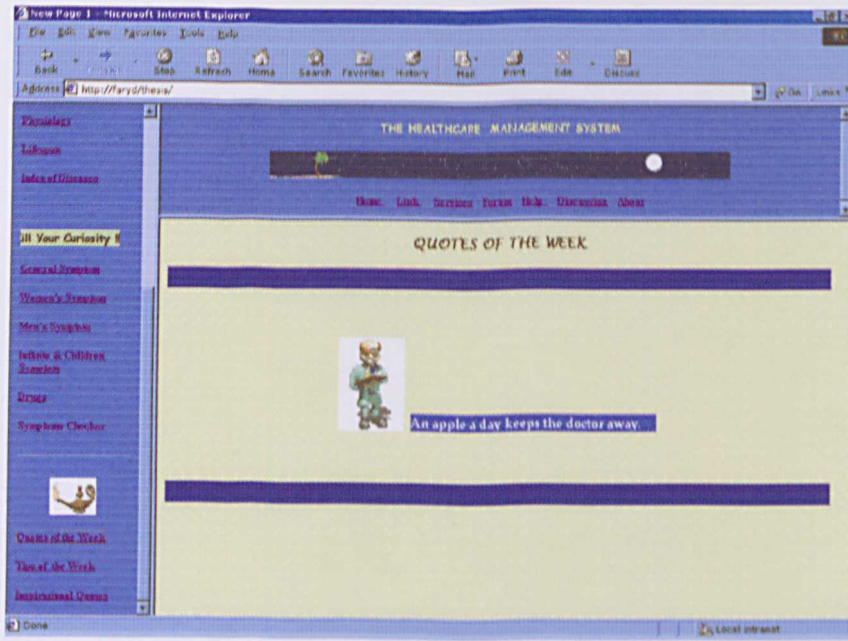 New Page 1 - Microsoft Internet Explorer
File Edit View Favorites Tools Help
Back Stop Refresh Home Search Favorites History Mail Print Edit Discuss
Address http://faryd/thesis/ Go Links
Physiology
Index of Diseases
THE HEALTHCARE MANAGEMENT SYSTEM
Home Link Services Forum Help Discussion About
ill Your Curiosity !!
General Symptom
Women's Symptom
Men's Symptom
Infants & Children
Symptom
Drugs
Symptom Checker
Quotes of the Week
Tips of the Week
Inspirational Quotes
QUOTES OF THE WEEK
An apple a day keeps the doctor away.
Done
Local intranet